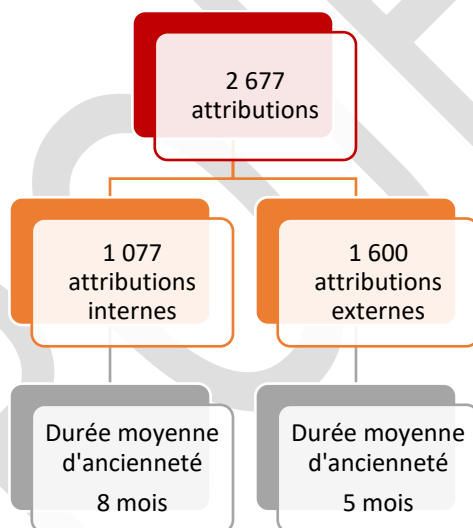 2 677
attributions
1 077
attributions
internes
1 600
attributions
externes
Durée moyenne
d'ancienneté
8 mois
Durée moyenne
d'ancienneté
5 mois